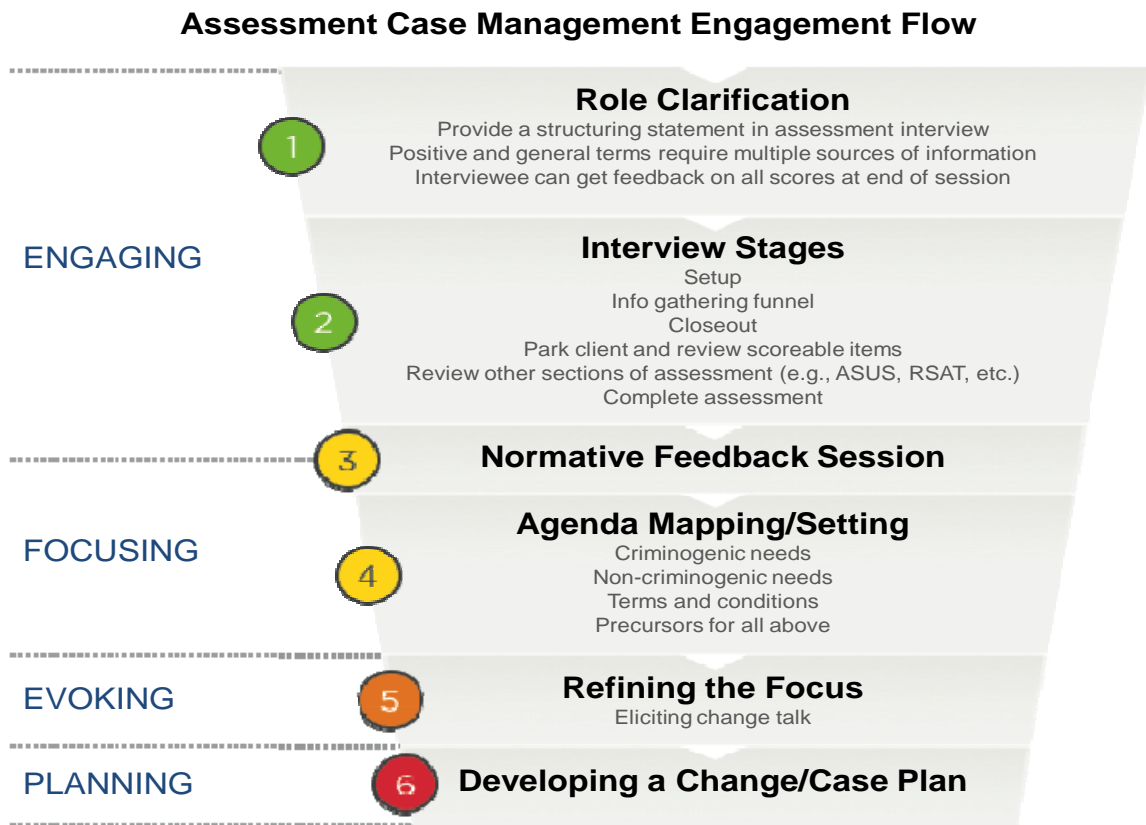 Assessment Case Management Engagement Flow
1
Role Clarification
Provide a structuring statement in assessment interview
Positive and general terms require multiple sources of information
Interviewee can get feedback on all scores at end of session
ENGAGING
2
Interview Stages
Setup
Info gathering funnel
Closeout
Park client and review scoreable items
Review other sections of assessment (e.g., ASUS, RSAT, etc.)
Complete assessment
3
Normative Feedback Session
FOCUSING
4
Agenda Mapping/Setting
Criminogenic needs
Non-criminogenic needs
Terms and conditions
Precursors for all above
EVOKING
5
Refining the Focus
Eliciting change talk
PLANNING
6
Developing a Change/Case Plan